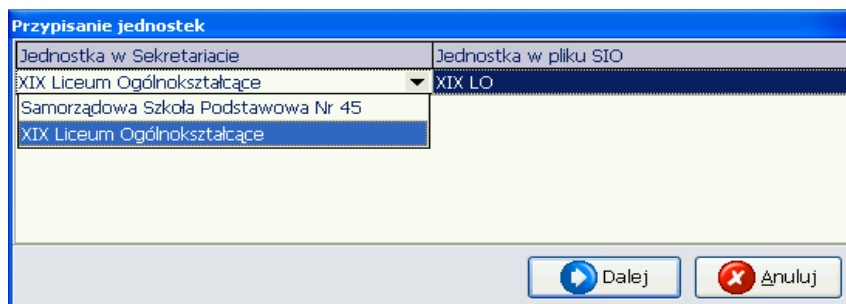 Przypisanie jednostek
Jednostka w Sekretariacie Jednostka w pliku SIO
XIX Liceum Ogólnokształcące XIX LO
Samorządowa Szkoła Podstawowa Nr 45
XIX Liceum Ogólnokształcące
Dalej Anuluj